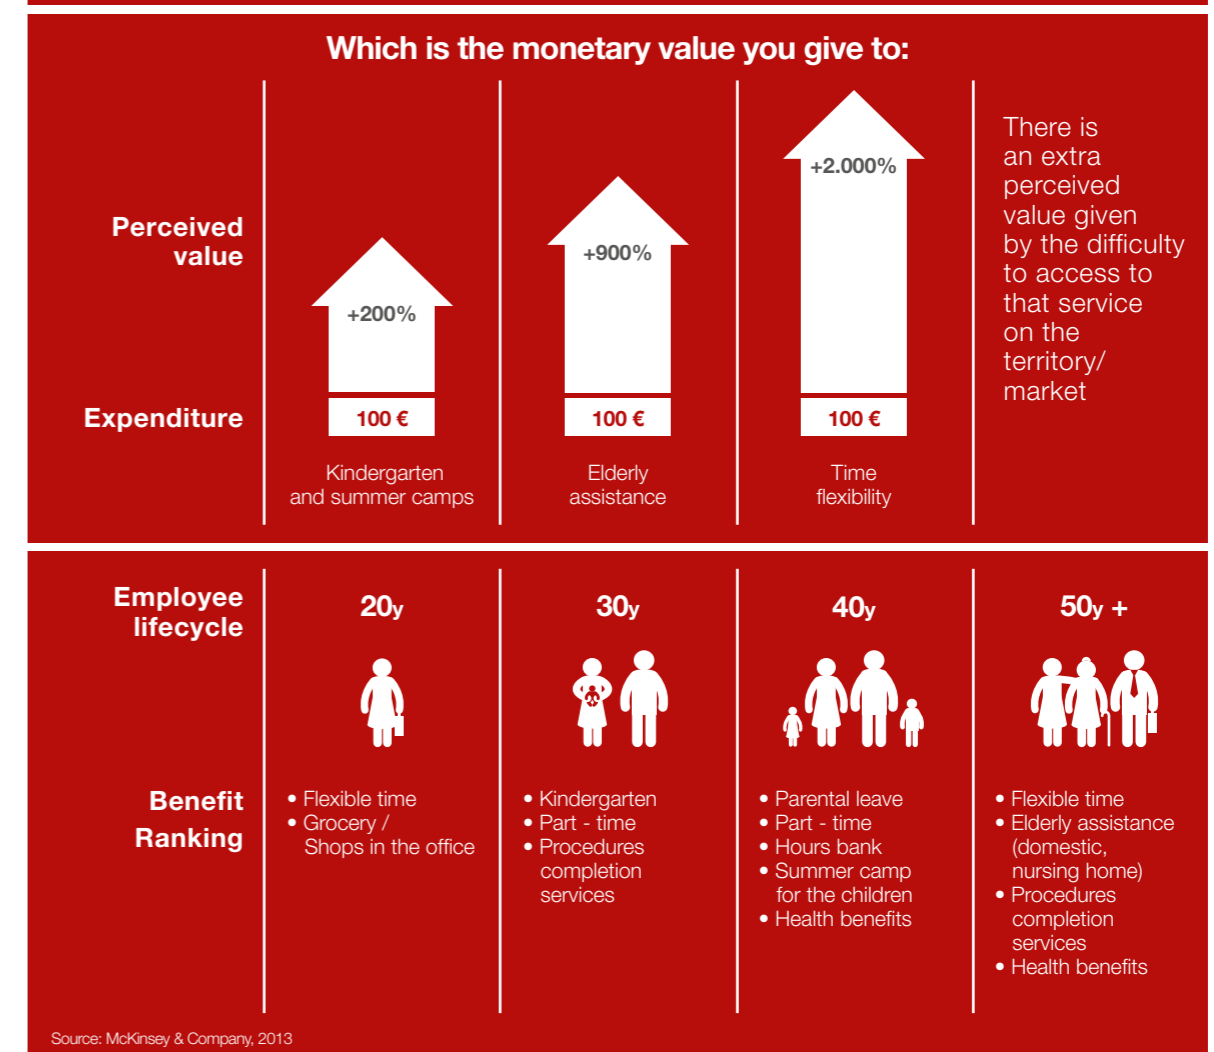 Which is the monetary value you give to:
Perceived
value
Expenditure
+200%
100 €
Kindergarten
and summer camps
+900%
100 €
Elderly
assistance
+2.000%
100 €
Time
flexibility
There is
an extra
perceived
value given
by the difficulty
to access to
that service
on the
territory/
market
Employee
lifecycle
20y
30y
40y
50y +
Benefit
Ranking
• Flexible time
• Grocery /
Shops in the office
• Kindergarten
• Part - time
• Procedures
completion
services
• Parental leave
• Part - time
• Hours bank
• Summer camp
for the children
• Health benefits
• Flexible time
• Elderly assistance
(domestic,
nursing home)
• Procedures
completion
services
• Health benefits
Source: McKinsey & Company, 2013